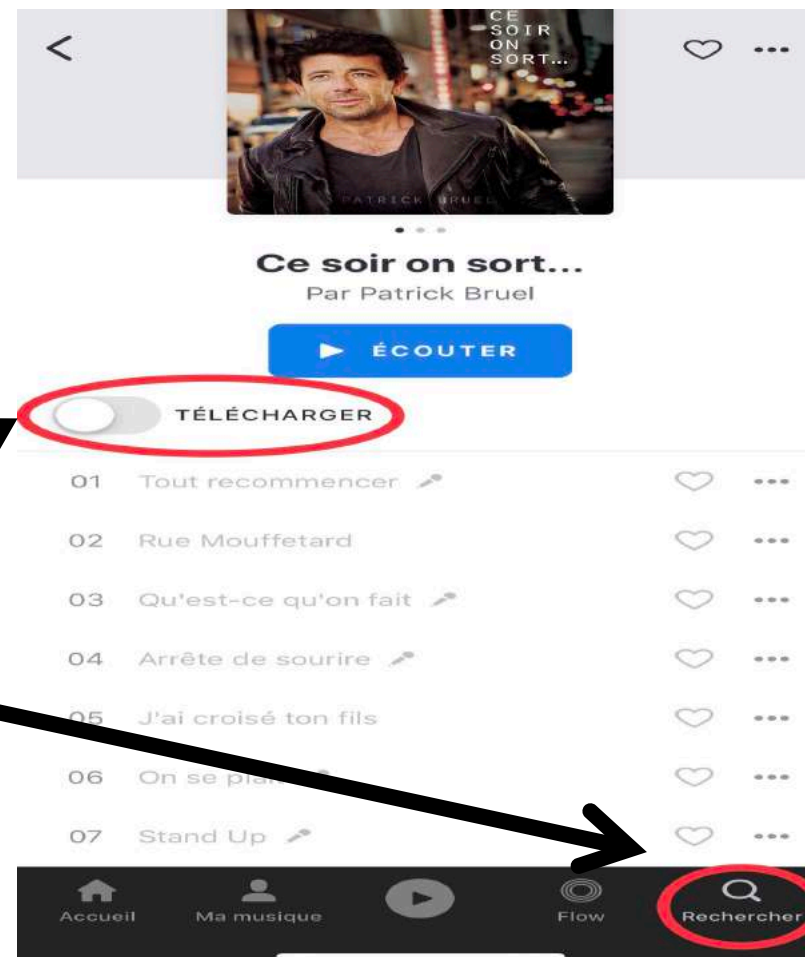 CE
SOIR
ON
SORT...
PATRICK BRUEL
Ce soir on sort...
Par Patrick Bruel
ÉCOUTER
TÉLÉCHARGER
01 Tout recommencer
02 Rue Mouffetard
03 Qu'est-ce qu'on fait
04 Arrête de sourire
05 J'ai croisé ton fils
06 On se
07 Stand Up
Accueil Ma musique Flow Rechercher